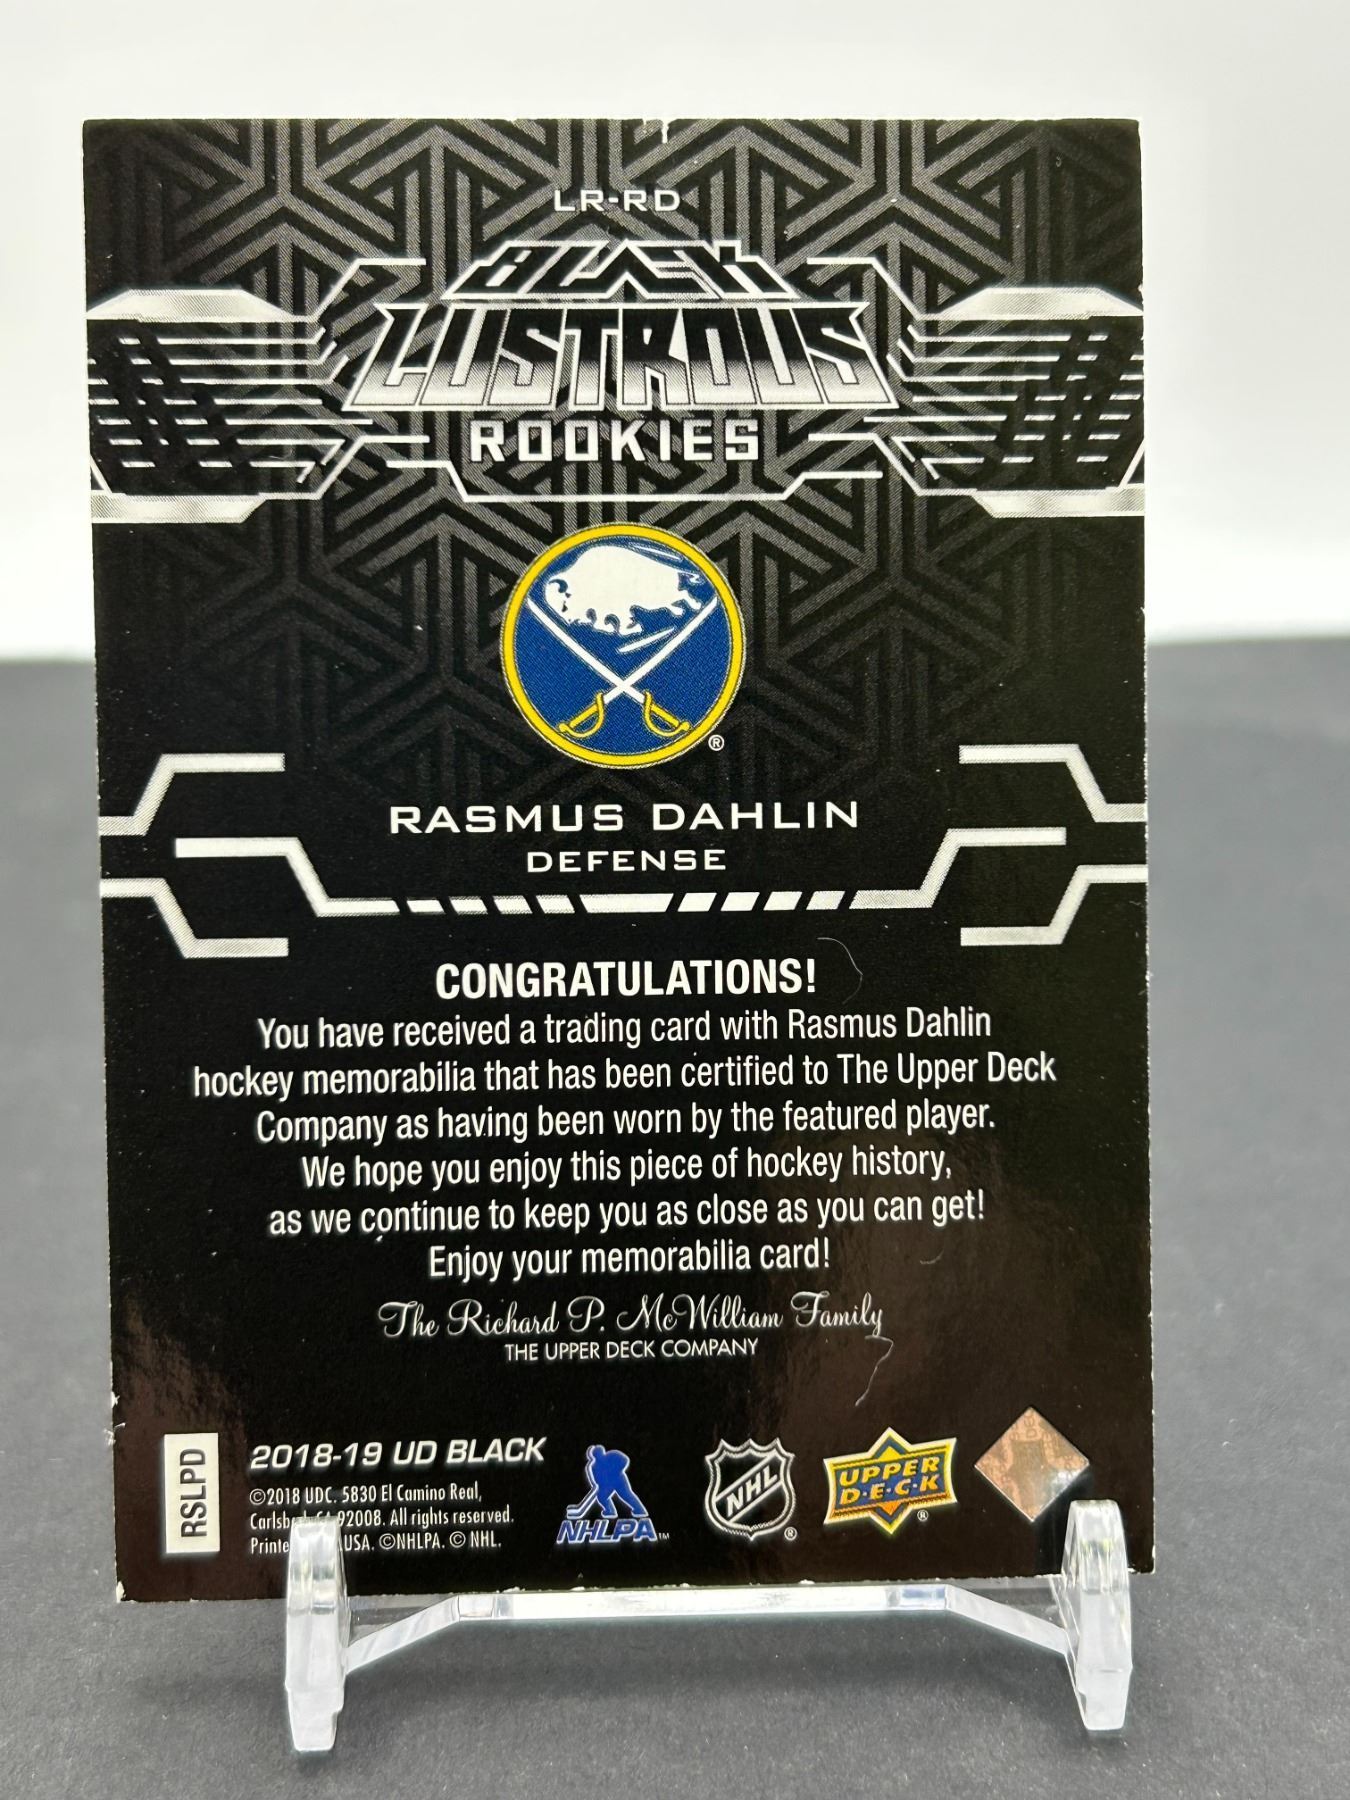 LR-RD
BLACK
LUSTROUS
ROOKIES
®
RASMUS DAHLIN
DEFENSE
CONGRATULATIONS!
You have received a trading card with Rasmus Dahlin
hockey memorabilia that has been certified to The Upper Deck
Company as having been worn by the featured player.
We hope you enjoy this piece of hockey history,
as we continue to keep you as close as you can get!
Enjoy your memorabilia card!
The Richard P. McWilliam Family
THE UPPER DECK COMPANY
RSLPD
2018-19 UD BLACK
©2018 UDC. 5830 El Camino Real,
92008. All rights reserved.
USA. ©NHLPA. © NHL.
NHLPA™
NHL®
UPPER
D·E·C·K®